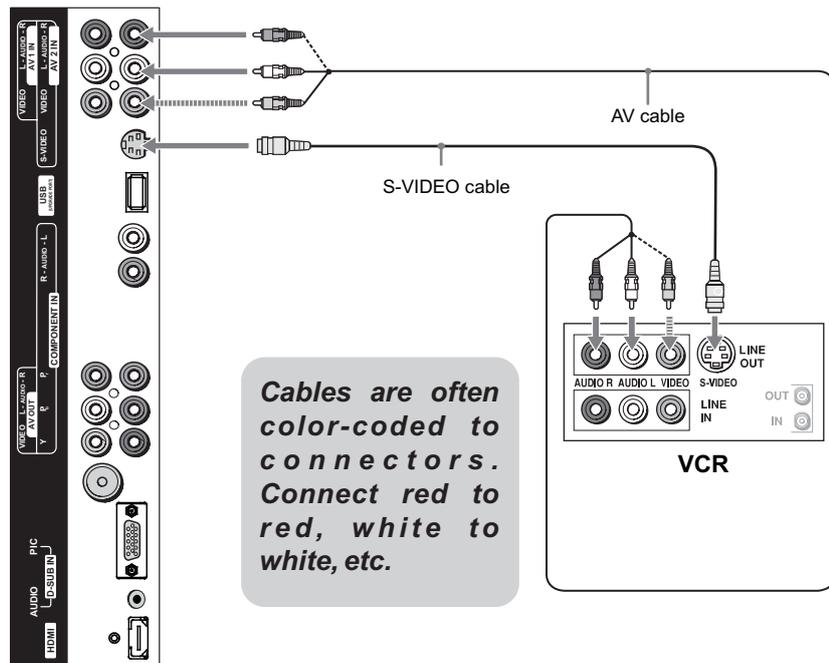 L - AUDIO - R
VIDEO
AV 1 IN
L - AUDIO - R
VIDEO
AV 2 IN
S-VIDEO
USB
R - AUDIO - L
COMPONENT IN
L - AUDIO - R
VIDEO
AV OUT
Y
P
P
PIC
AUDIO
D-SUB IN
HDMI
AV cable
S-VIDEO cable
Cables are often
color-coded to
connectors.
Connect red to
red, white to
white, etc.
LINE
OUT
AUDIO R AUDIO L VIDEO S-VIDEO
LINE
IN
OUT
IN
VCR